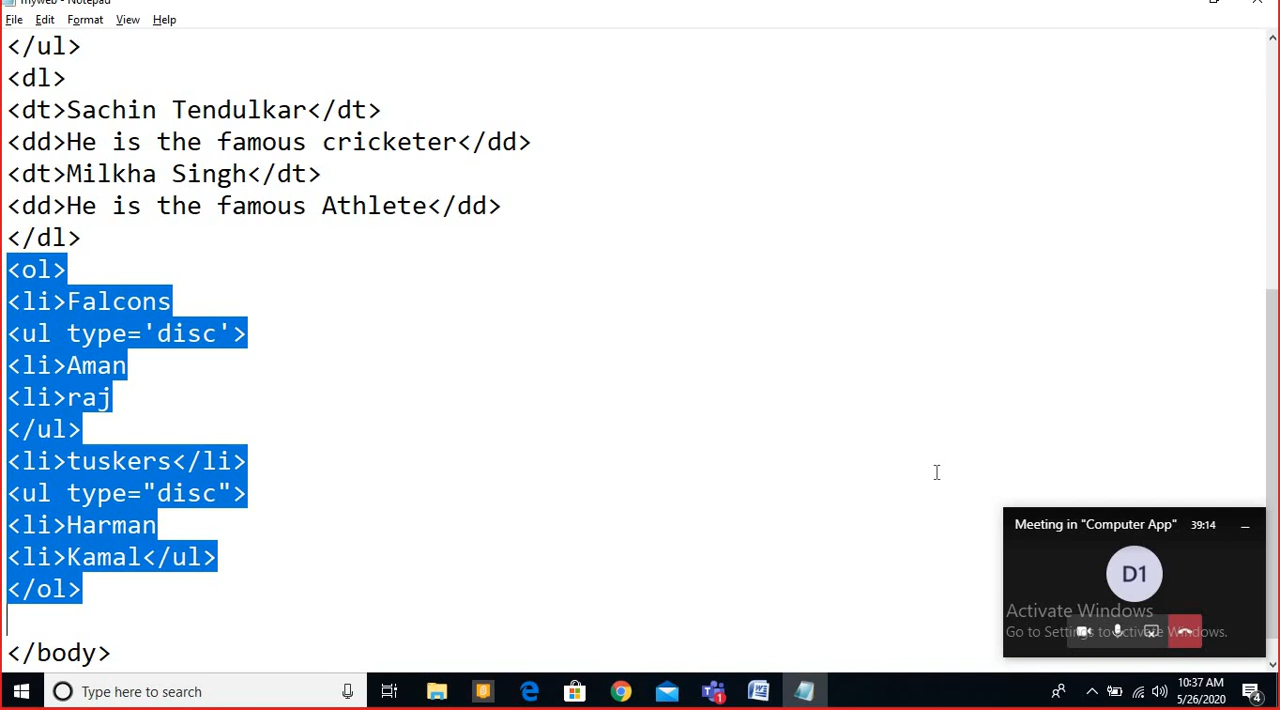 myweb - Notepad
File Edit Format View Help
</ul>
<dl>
<dt>Sachin Tendulkar</dt>
<dd>He is the famous cricketer</dd>
<dt>Milkha Singh</dt>
<dd>He is the famous Athlete</dd>
</dl>
<ol>
<li>Falcons
<ul type='disc'>
<li>Aman
<li>raj
</ul>
<li>tuskers</li>
<ul type="disc">
<li>Harman
<li>Kamal</ul>
</ol>
</body>
Meeting in "Computer App" 39:14
D1
Activate Windows
Go to Settings to activate Windows.
Type here to search
1
10:37 AM
5/26/2020
4